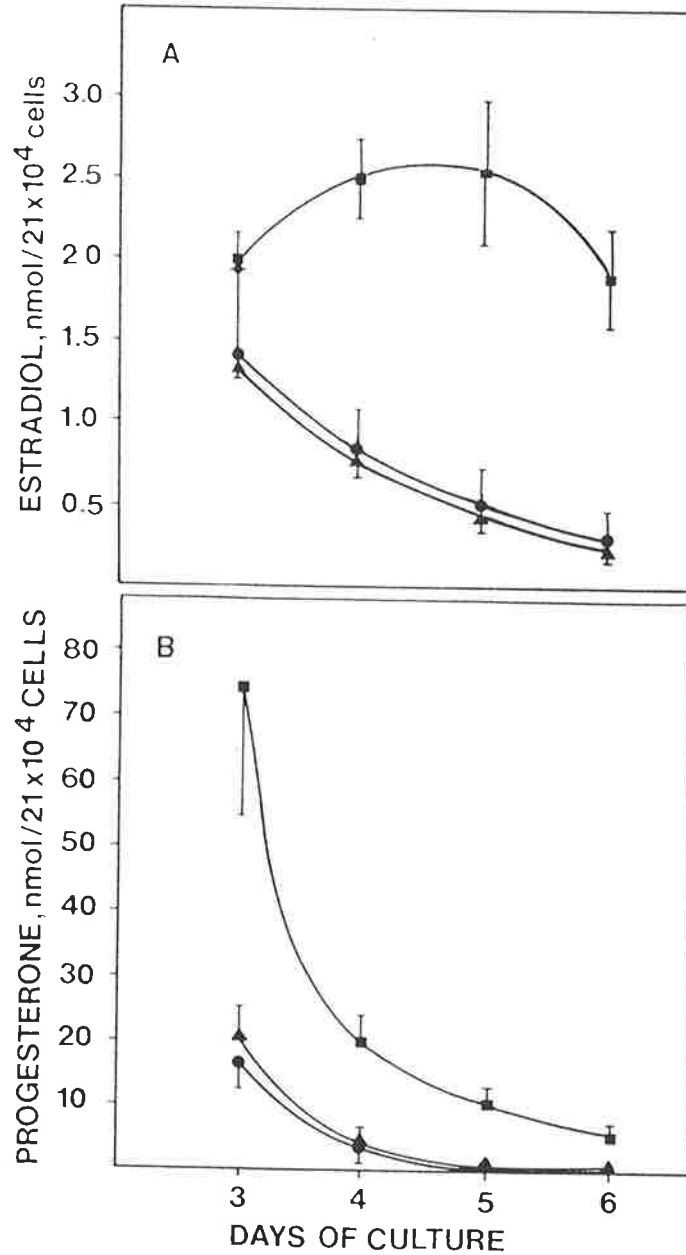 A
ESTRADIOL, nmol/21x10⁴ cells
3.0
2.5
2.0
1.5
1.0
0.5
B
PROGESTERONE, nmol/21x10⁴ CELLS
80
70
60
50
40
30
20
10
3 4 5 6
DAYS OF CULTURE